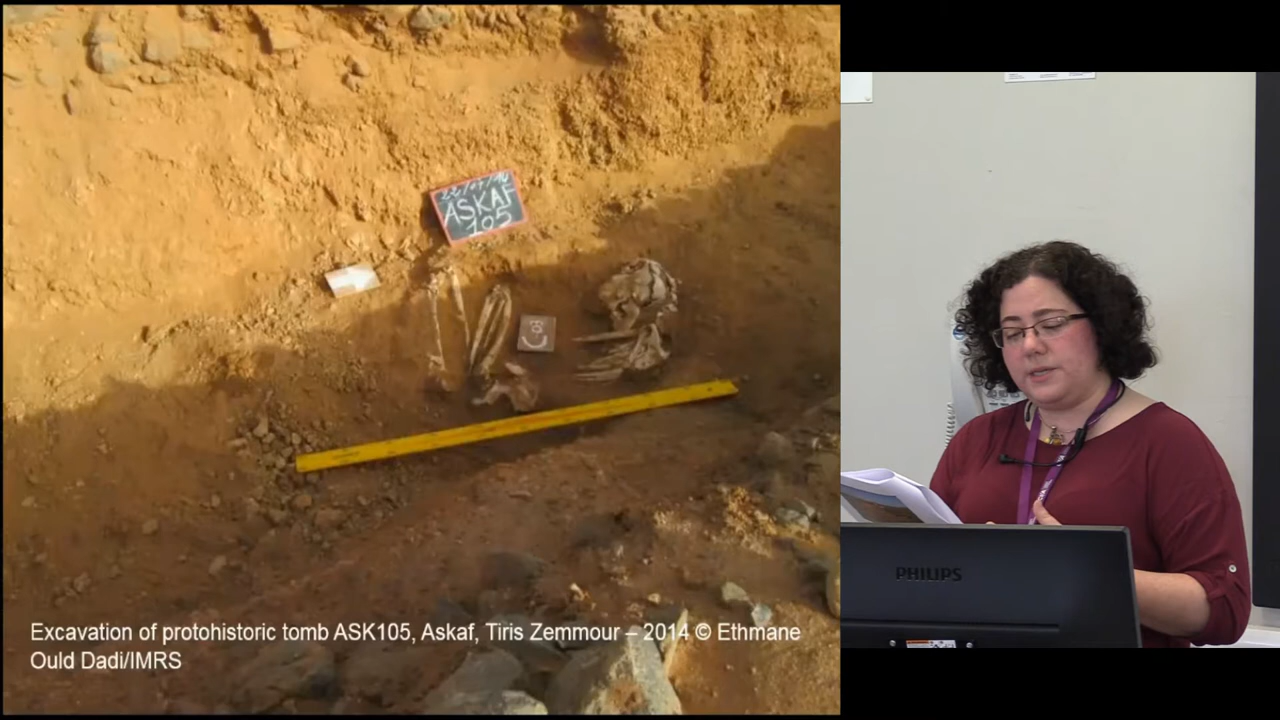 ASKAF
105
Excavation of protohistoric tomb ASK105, Askaf, Tiris Zemmour – 2014 © Ethmane
Ould Dadi/IMRS
PHILIPS